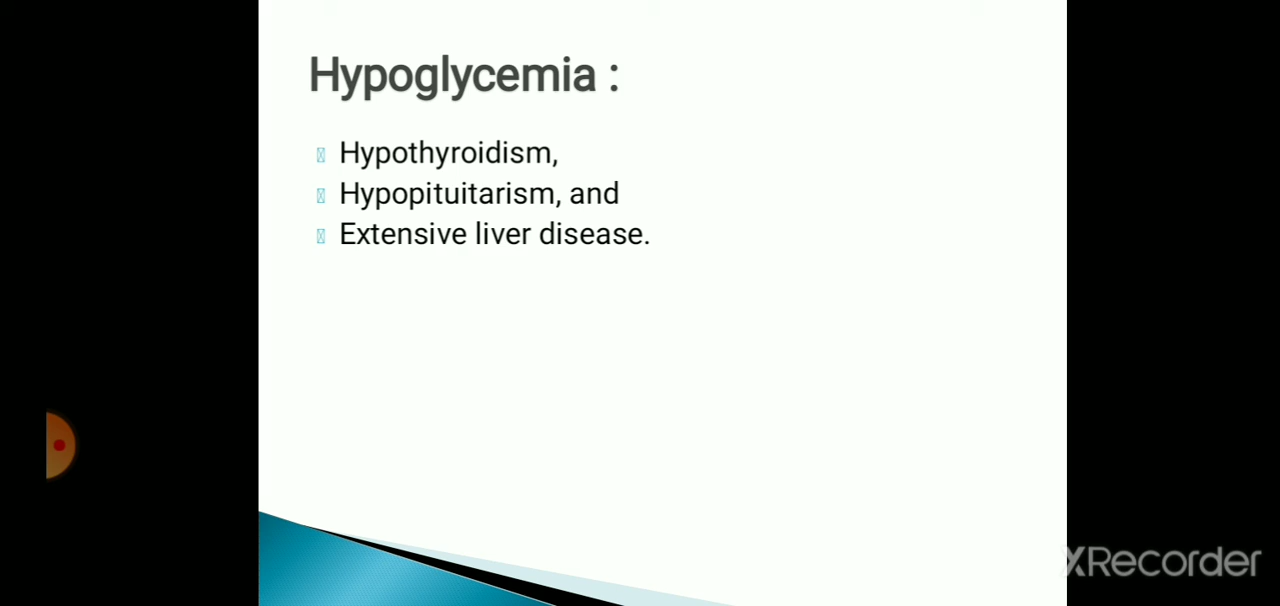 Hypoglycemia :
Hypothyroidism,
Hypopituitarism, and
Extensive liver disease.
XRecorder